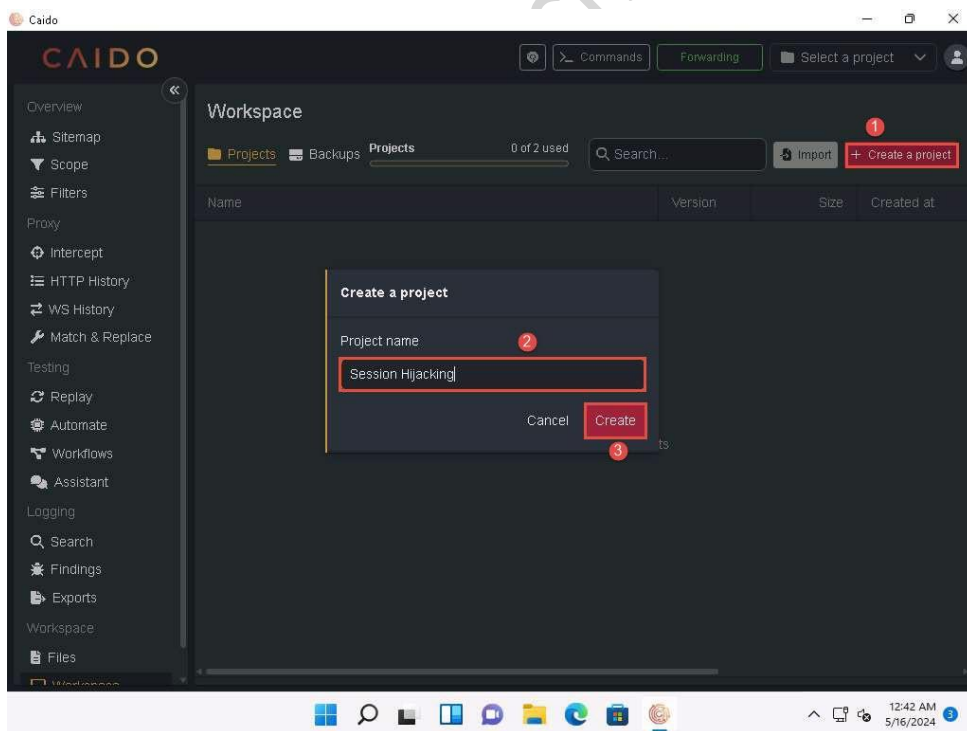 Caido
CAIDO
Commands
Forwarding
Select a project
Overview
Sitemap
Scope
Filters
Proxy
Intercept
HTTP History
WS History
Match & Replace
Testing
Replay
Automate
Workflows
Assistant
Logging
Search
Findings
Exports
Workspace
Files
Workspace
Workspace
1
Projects
Backups
Projects
0 of 2 used
Search...
Import
+ Create a project
Name
Version
Size
Created at
Create a project
Project name
2
Session Hijacking
Cancel
Create
3
ts
12:42 AM
5/16/2024
3